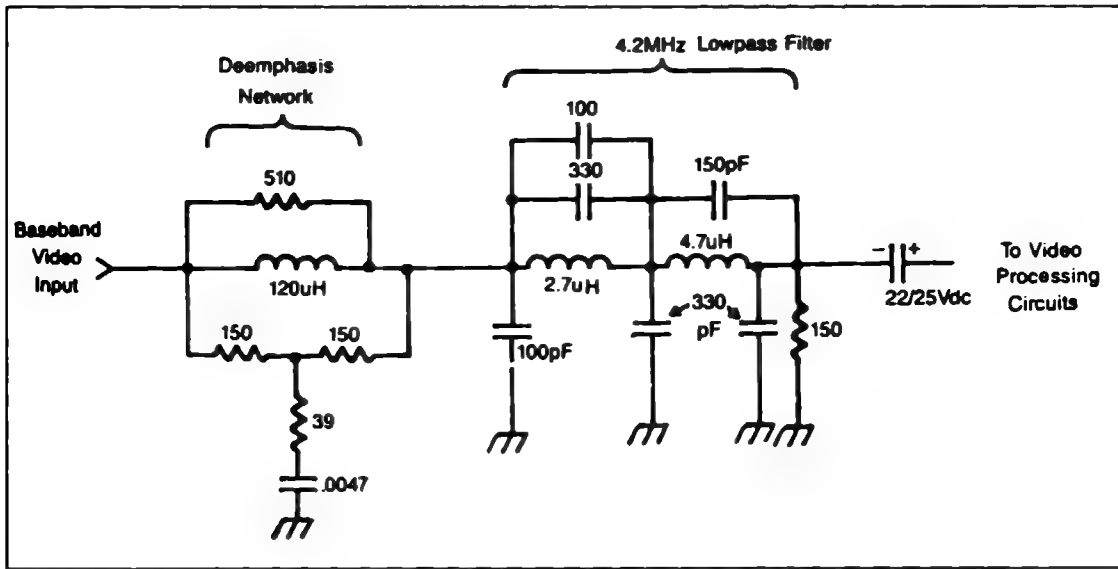 4.2MHz Lowpass Filter
Deemphasis
Network
100
330
150pF
510
Baseband
Video
Input
120uH
2.7uH
4.7uH
- +
22/25Vdc
To Video
Processing
Circuits
150
150
100pF
330
pF
150
39
.0047